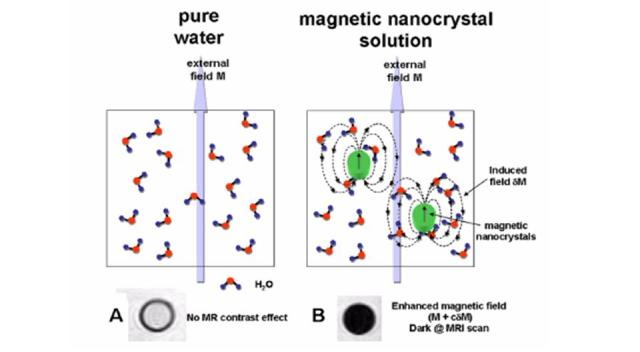 pure
water
magnetic nanocrystal
solution
external
field M
external
field M
Induced
field δM
magnetic
nanocrystals
H₂O
A
No MR contrast effect
B
Enhanced magnetic field
(M + cδM)
Dark @ MRI scan